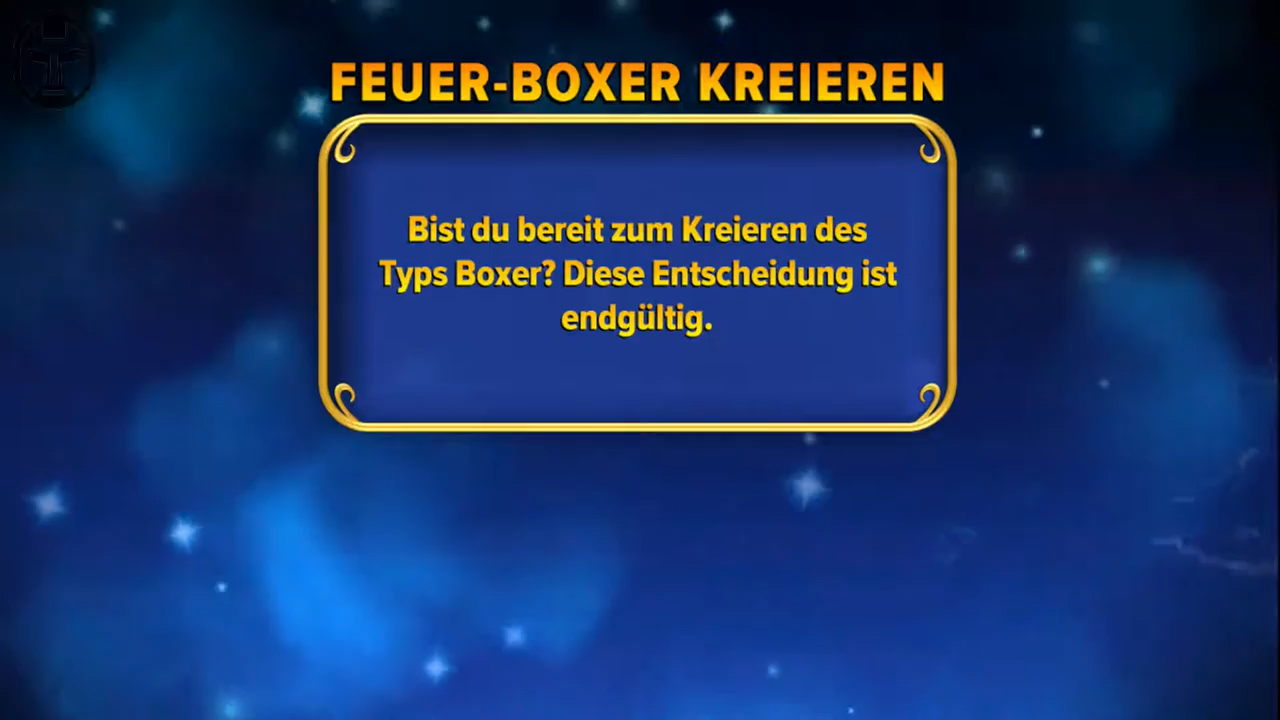 FEUER-BOXER KREIEREN
Bist du bereit zum Kreieren des
Typs Boxer? Diese Entscheidung ist
endgültig.